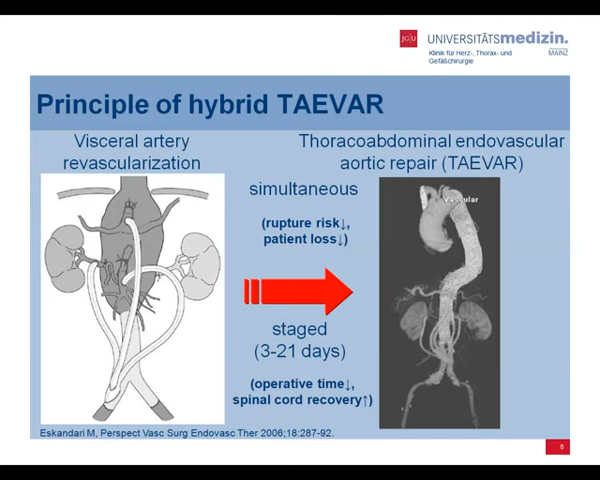 JG|U UNIVERSITÄTSmedizin.
MAINZ
Klinik für Herz-, Thorax- und
Gefäßchirurgie
Principle of hybrid TAEVAR
Visceral artery
revascularization
Thoracoabdominal endovascular
aortic repair (TAEVAR)
simultaneous
(rupture risk↓,
patient loss↓)
staged
(3-21 days)
(operative time↓,
spinal cord recovery↑)
Vascular
Eskandari M, Perspect Vasc Surg Endovasc Ther 2006;18:287-92.
8